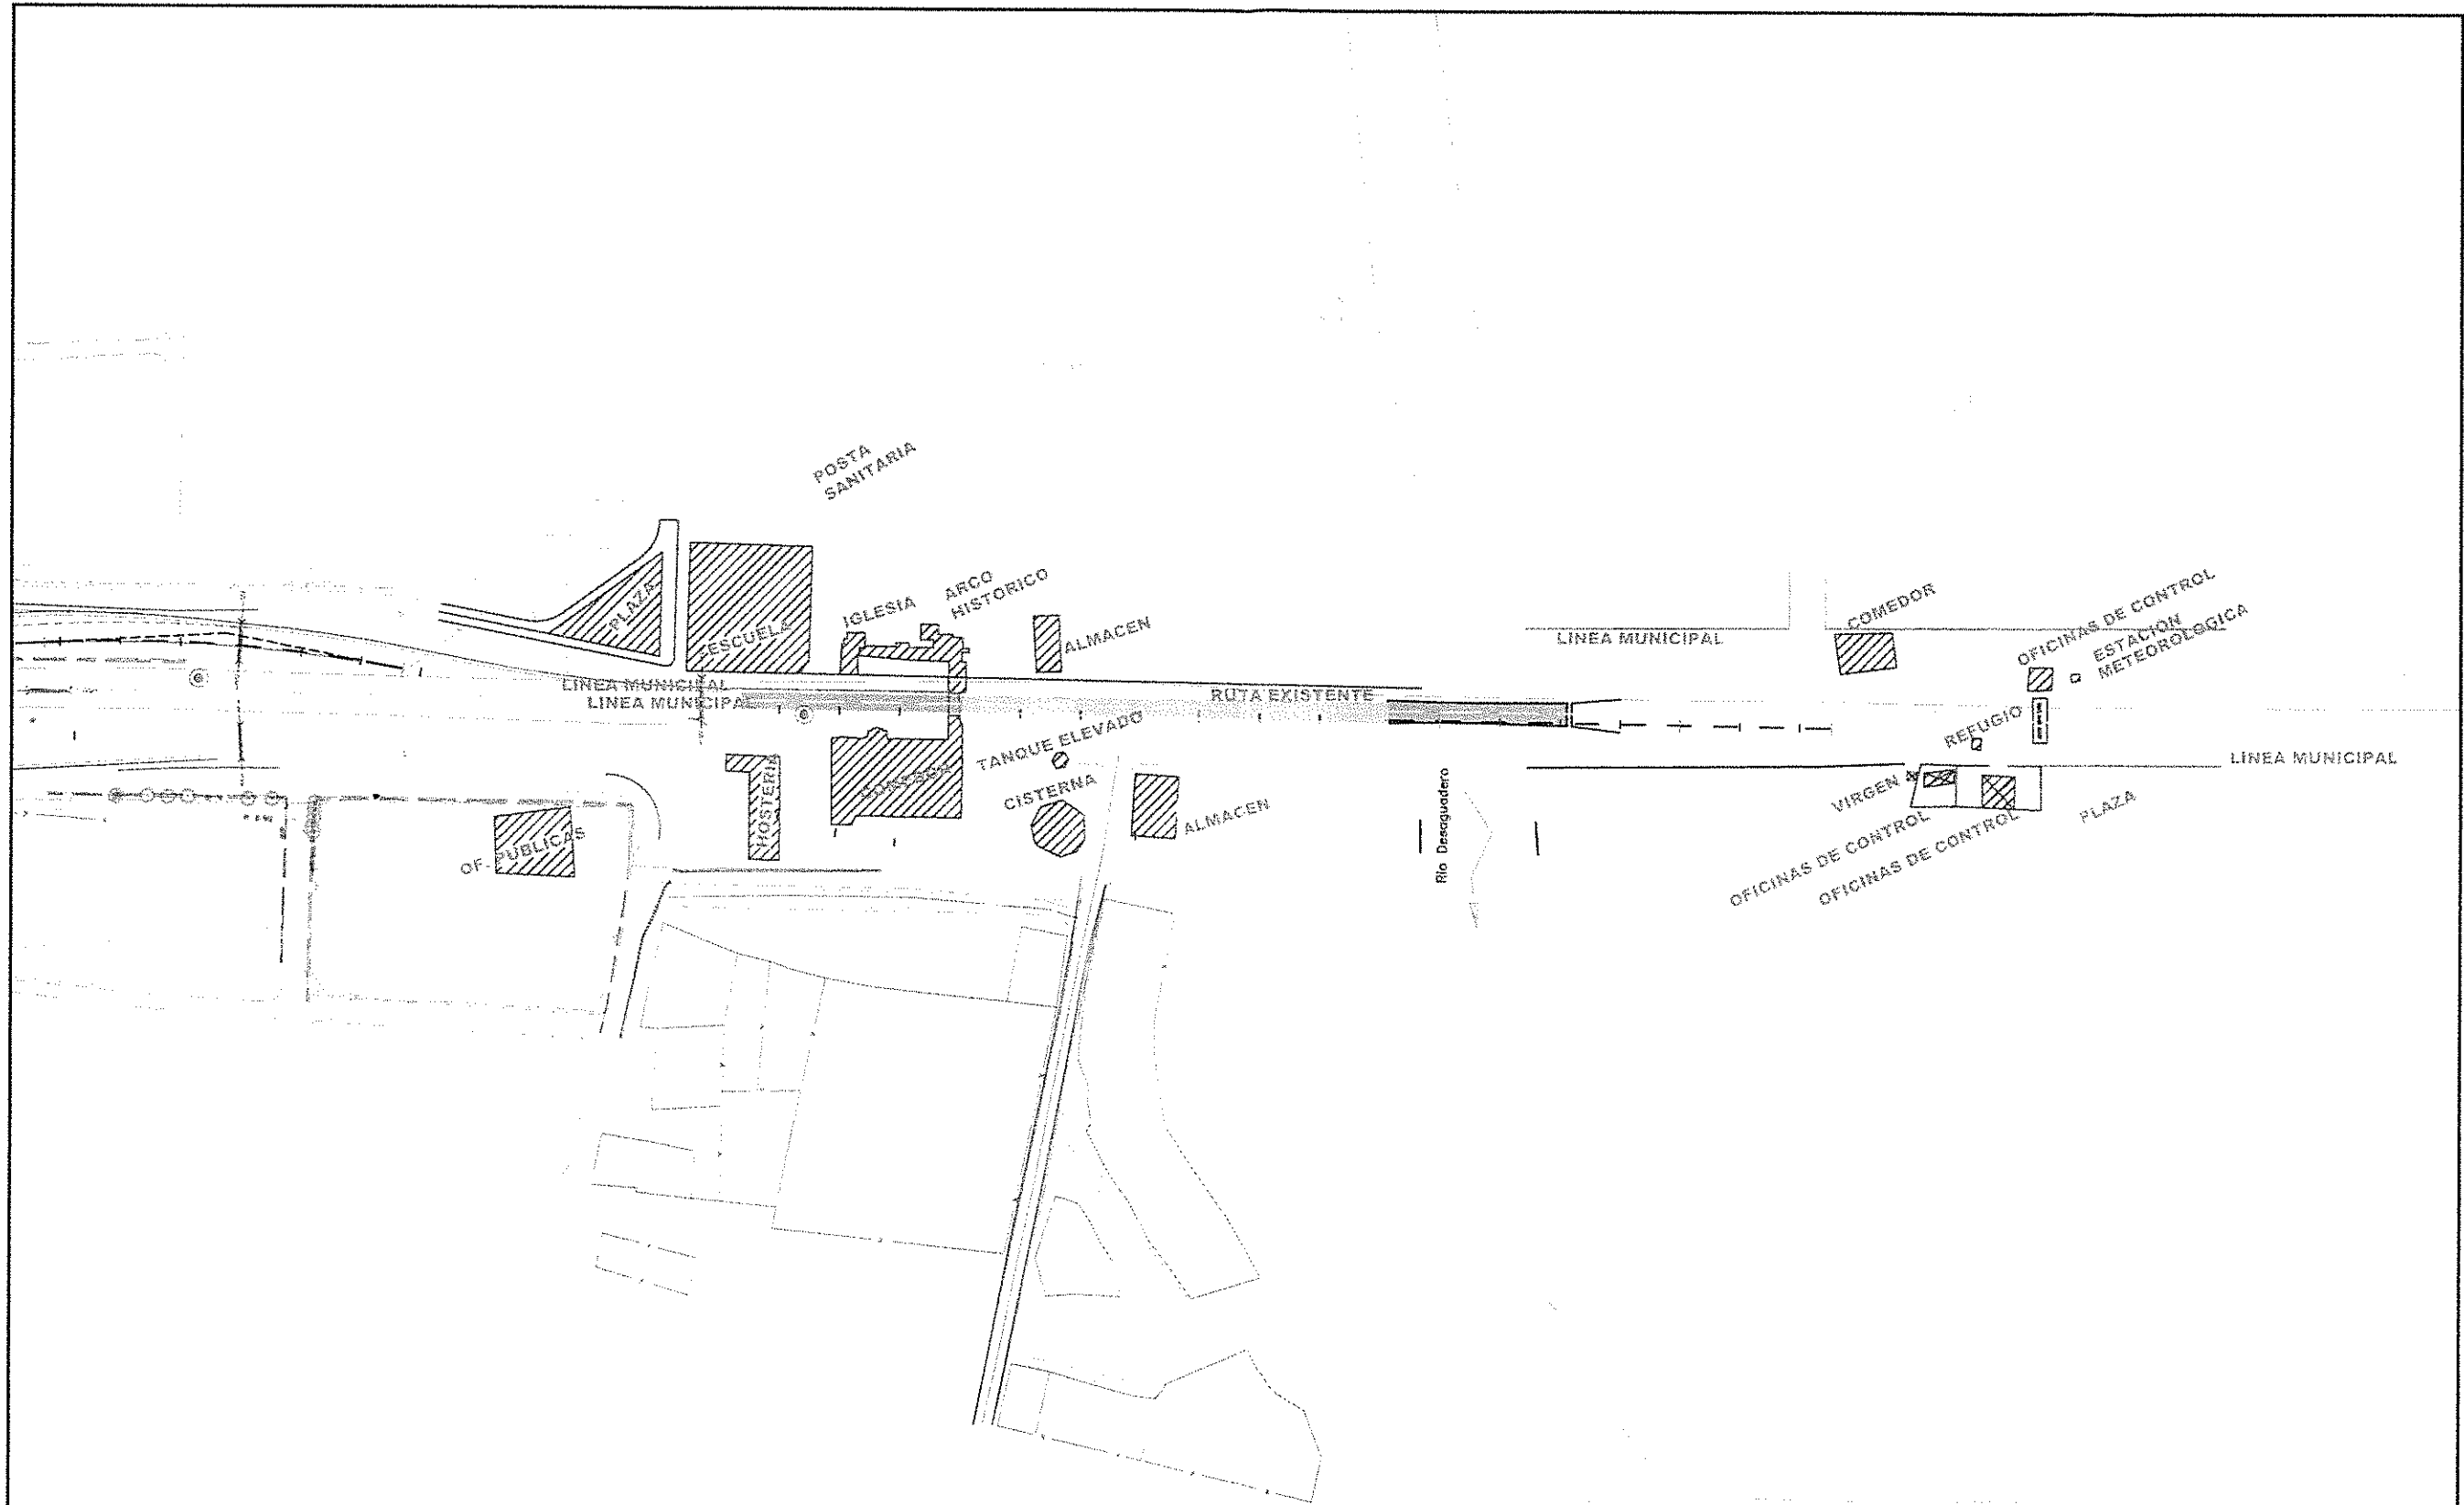 POSTA
SANITARIA
PLAZA
ESCUELA
IGLESIA
ARCO
HISTORICO
ALMACEN
LINEA MUNICIPAL
LINEA MUNICIPAL
RUTA EXISTENTE
LINEA MUNICIPAL
COMEDOR
OFICINAS DE CONTROL
ESTACION
METEOROLOGICA
REFUGIO
LINEA MUNICIPAL
VIRGEN
PLAZA
OFICINAS DE CONTROL
OFICINAS DE CONTROL
Río Desaguadero
TANQUE ELEVADO
CISTERNA
ALMACEN
HOSTERIA
OF. PUBLICAS